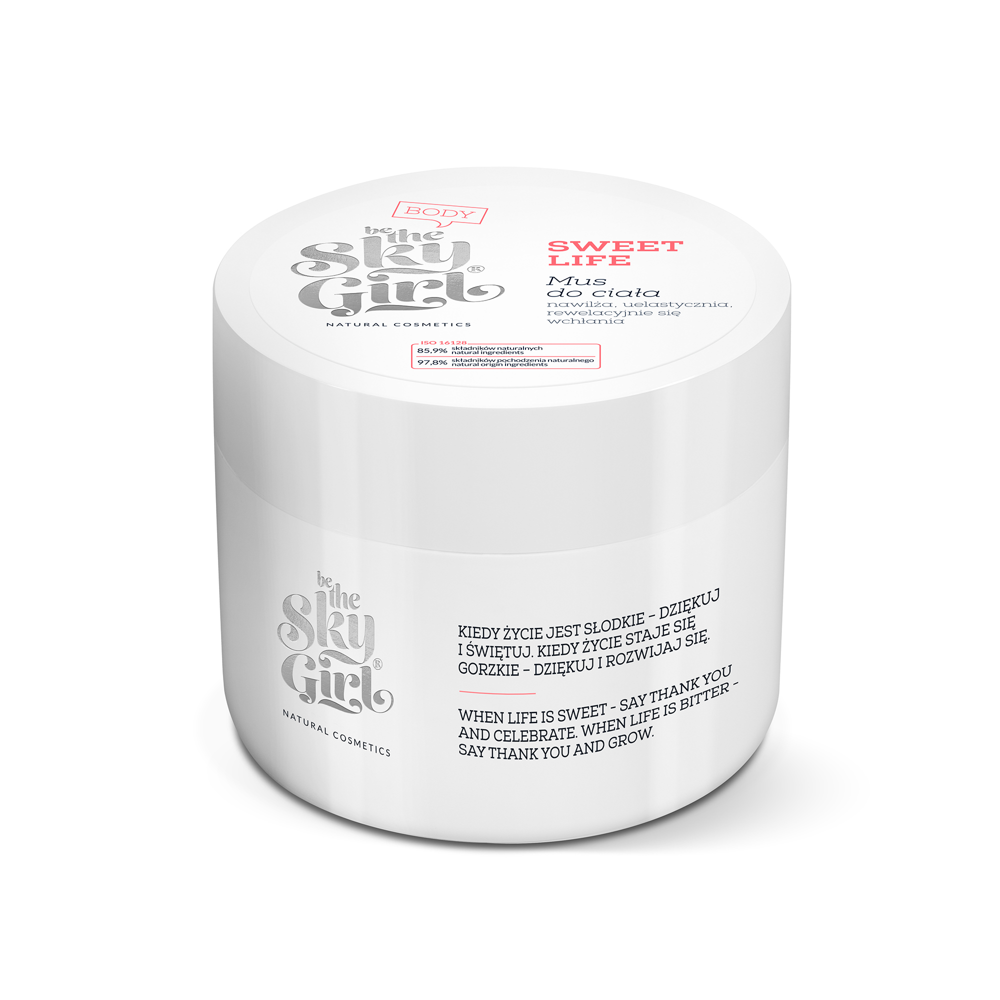 BODY
be the
Sky
Girl®
NATURAL COSMETICS
SWEET
LIFE
Mus
do ciała
nawilża, uelastycznia,
rewelacyjnie się
wchłania
ISO 16128
85,9% składników naturalnych
natural ingredients
97,8% składników pochodzenia naturalnego
natural origin ingredients
be
the
Sky
Girl®
NATURAL COSMETICS
KIEDY ŻYCIE JEST SŁODKIE – DZIĘKUJ
I ŚWIĘTUJ. KIEDY ŻYCIE STAJE SIĘ
GORZKIE – DZIĘKUJ I ROZWIJAJ SIĘ.
WHEN LIFE IS SWEET - SAY THANK YOU
AND CELEBRATE. WHEN LIFE IS BITTER -
SAY THANK YOU AND GROW.